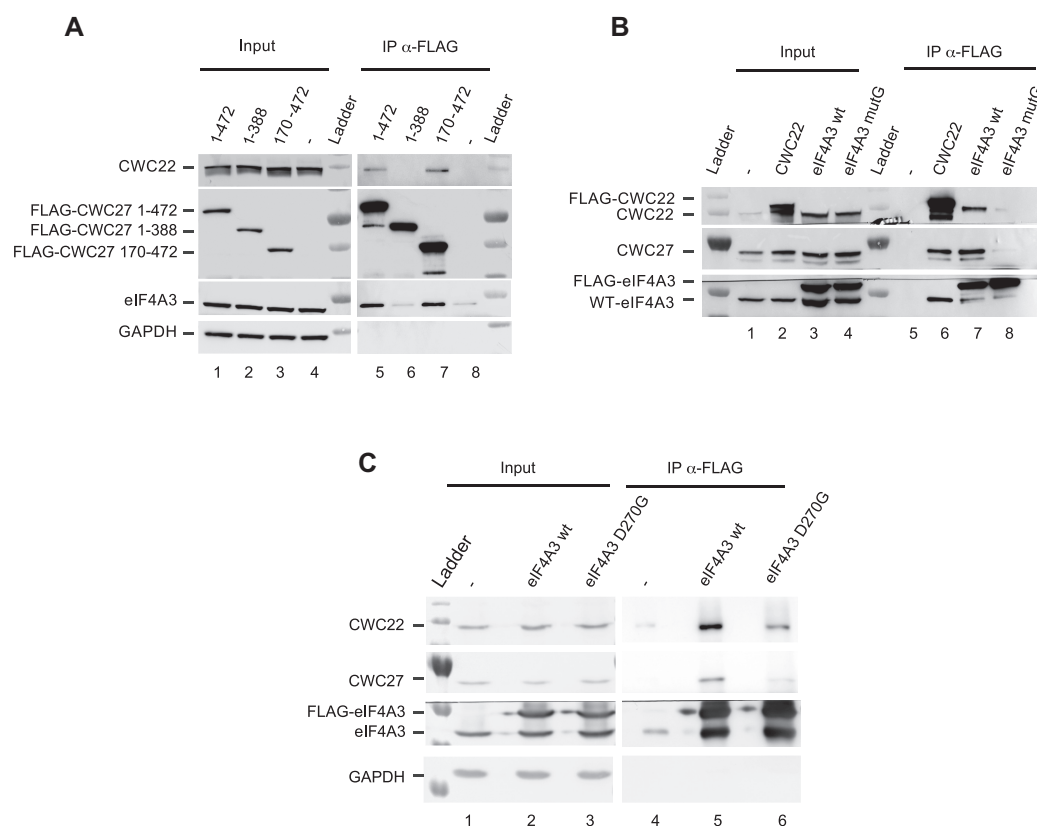 A
Input
IP α-FLAG
1-472
1-388
170-472
-
Ladder
1-472
1-388
170-472
-
Ladder
CWC22
FLAG-CWC27 1-472
FLAG-CWC27 1-388
FLAG-CWC27 170-472
eIF4A3
GAPDH
1 2 3 4 5 6 7 8
B
Input
IP α-FLAG
Ladder
-
CWC22
eIF4A3 wt
eIF4A3 mutG
Ladder
-
CWC22
eIF4A3 wt
eIF4A3 mutG
FLAG-CWC22
CWC22
CWC27
FLAG-eIF4A3
WT-eIF4A3
1 2 3 4 5 6 7 8
C
Input
IP α-FLAG
Ladder
-
eIF4A3 wt
eIF4A3 D270G
-
eIF4A3 wt
eIF4A3 D270G
CWC22
CWC27
FLAG-eIF4A3
eIF4A3
GAPDH
1 2 3 4 5 6